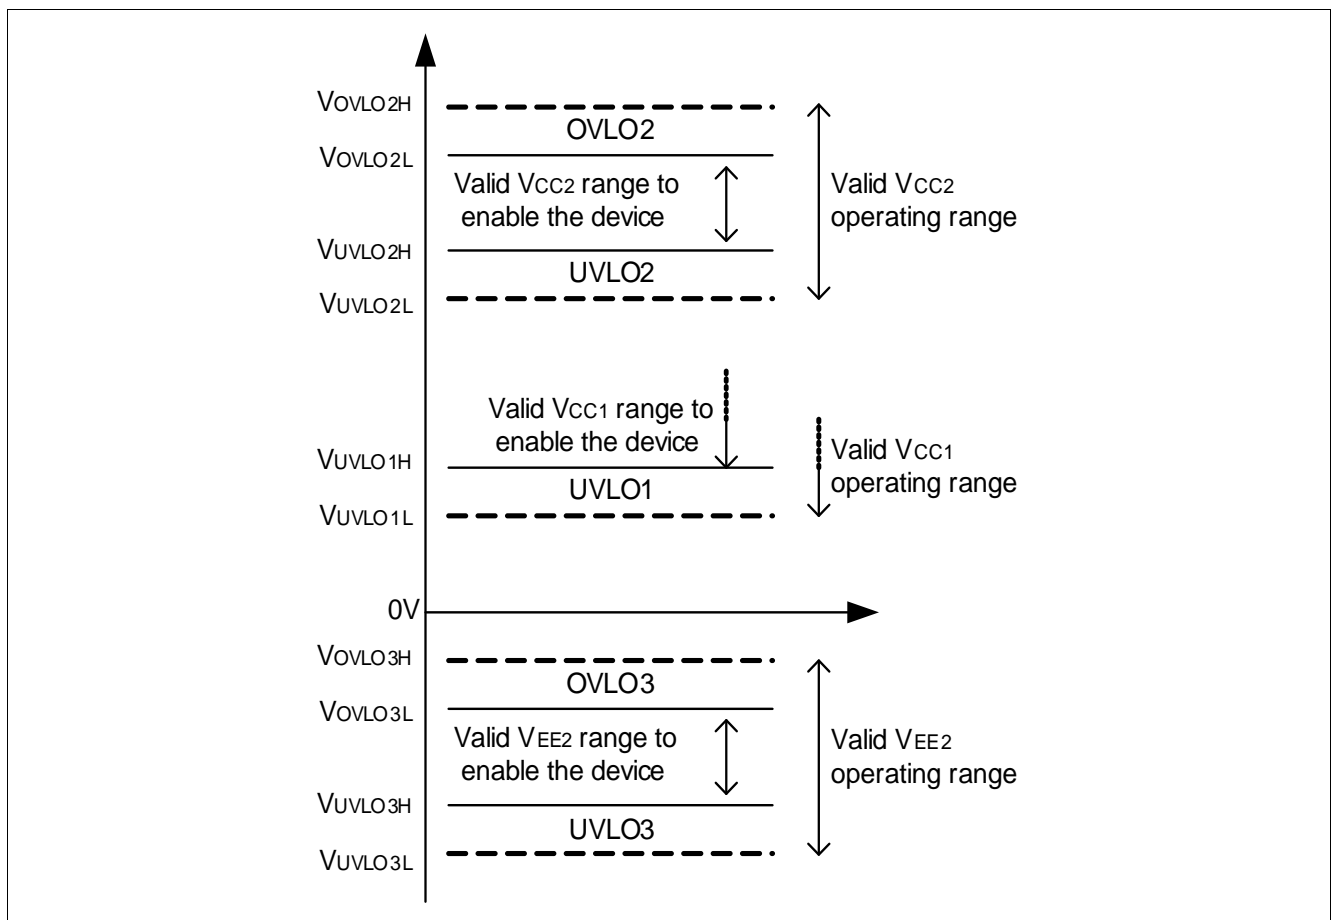 VOVLO2H
OVLO2
VOVLO2L
Valid VCC2 range to
enable the device
Valid VCC2
operating range
VUVLO2H
UVLO2
VUVLO2L
Valid VCC1 range to
enable the device
Valid VCC1
operating range
VUVLO1H
UVLO1
VUVLO1L
0V
VOVLO3H
OVLO3
VOVLO3L
Valid VEE2 range to
enable the device
Valid VEE2
operating range
VUVLO3H
UVLO3
VUVLO3L